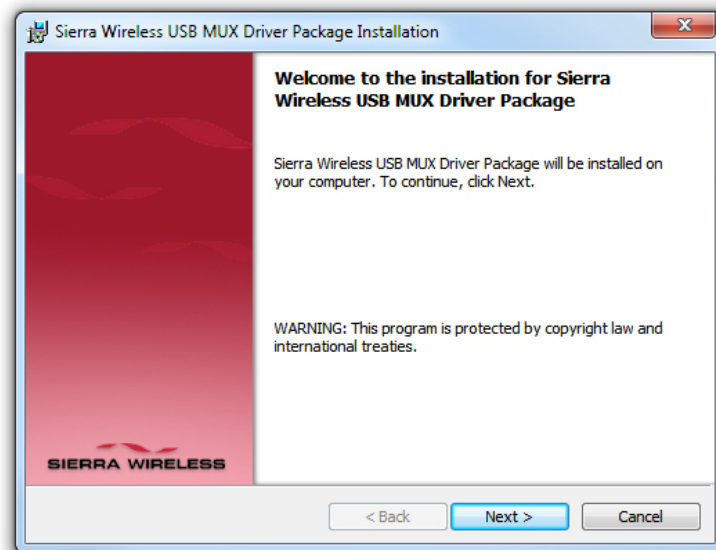 Sierra Wireless USB MUX Driver Package Installation
Welcome to the installation for Sierra
Wireless USB MUX Driver Package
Sierra Wireless USB MUX Driver Package will be installed on
your computer. To continue, click Next.
WARNING: This program is protected by copyright law and
international treaties.
SIERRA WIRELESS
< Back
Next >
Cancel